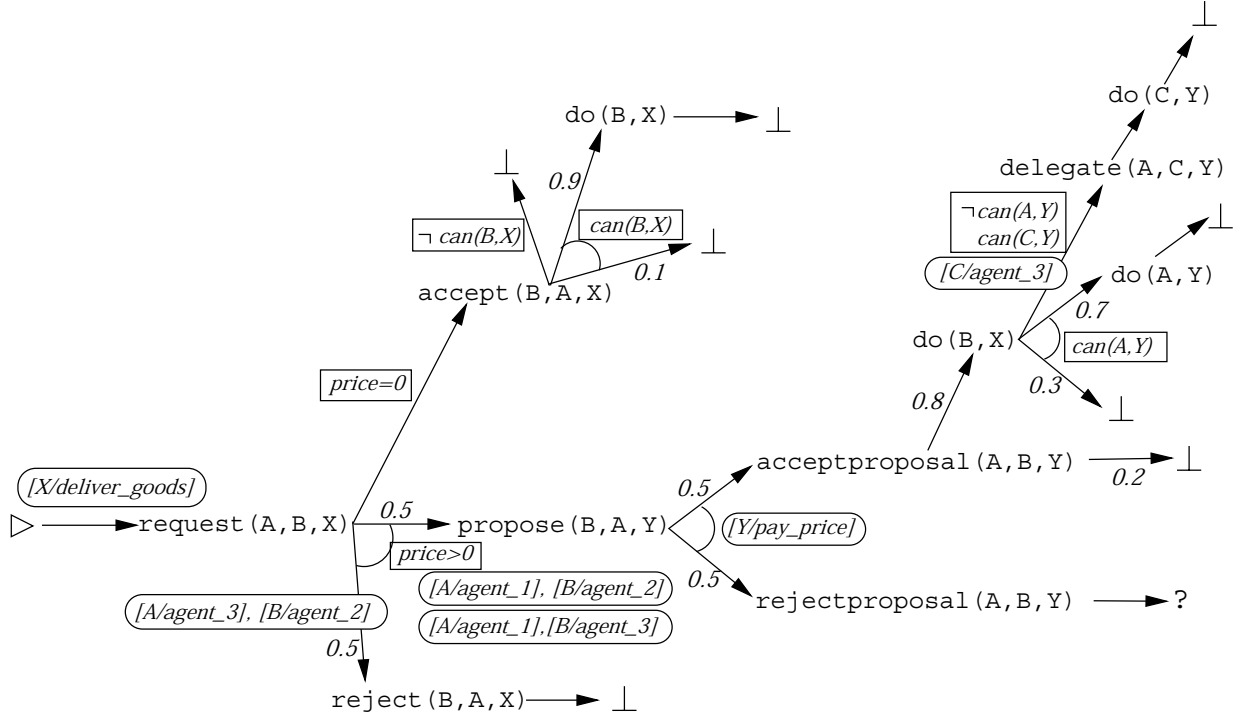 ⊥
do(C,Y)
do(B,X)
⊥
⊥
delegate(A,C,Y)
0.9
¬ can(B,X)
can(B,X)
⊥
0.1
¬can(A,Y)
can(C,Y)
⊥
[C/agent_3]
do(A,Y)
accept(B,A,X)
0.7
do(B,X)
can(A,Y)
price=0
0.3
0.8
⊥
acceptproposal(A,B,Y)
0.2
⊥
[X/deliver_goods]
0.5
request(A,B,X)
0.5
propose(B,A,Y)
[Y/pay_price]
price>0
0.5
[A/agent_1], [B/agent_2]
[A/agent_3], [B/agent_2]
[A/agent_1],[B/agent_3]
rejectproposal(A,B,Y)
?
0.5
reject(B,A,X)
⊥